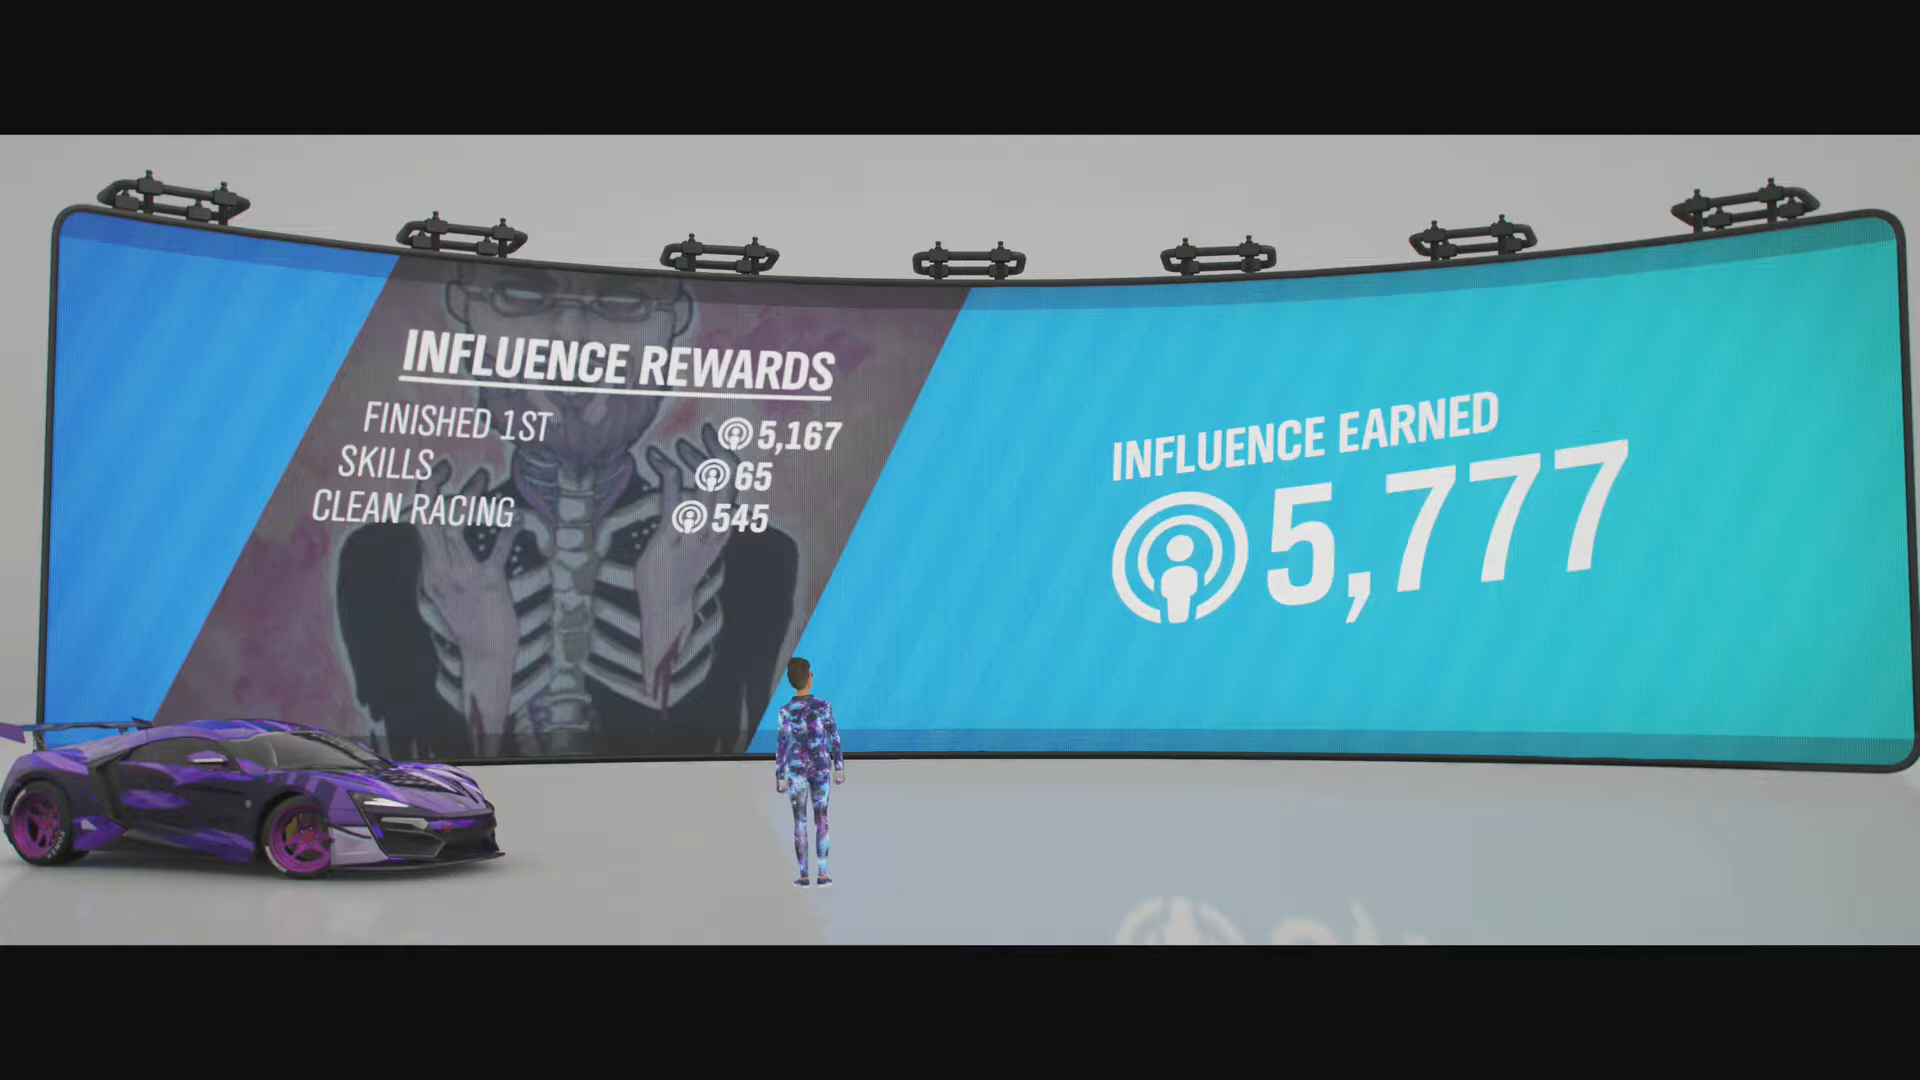 INFLUENCE REWARDS
FINISHED 1ST 5,167
SKILLS 65
CLEAN RACING 545
INFLUENCE EARNED
5,777